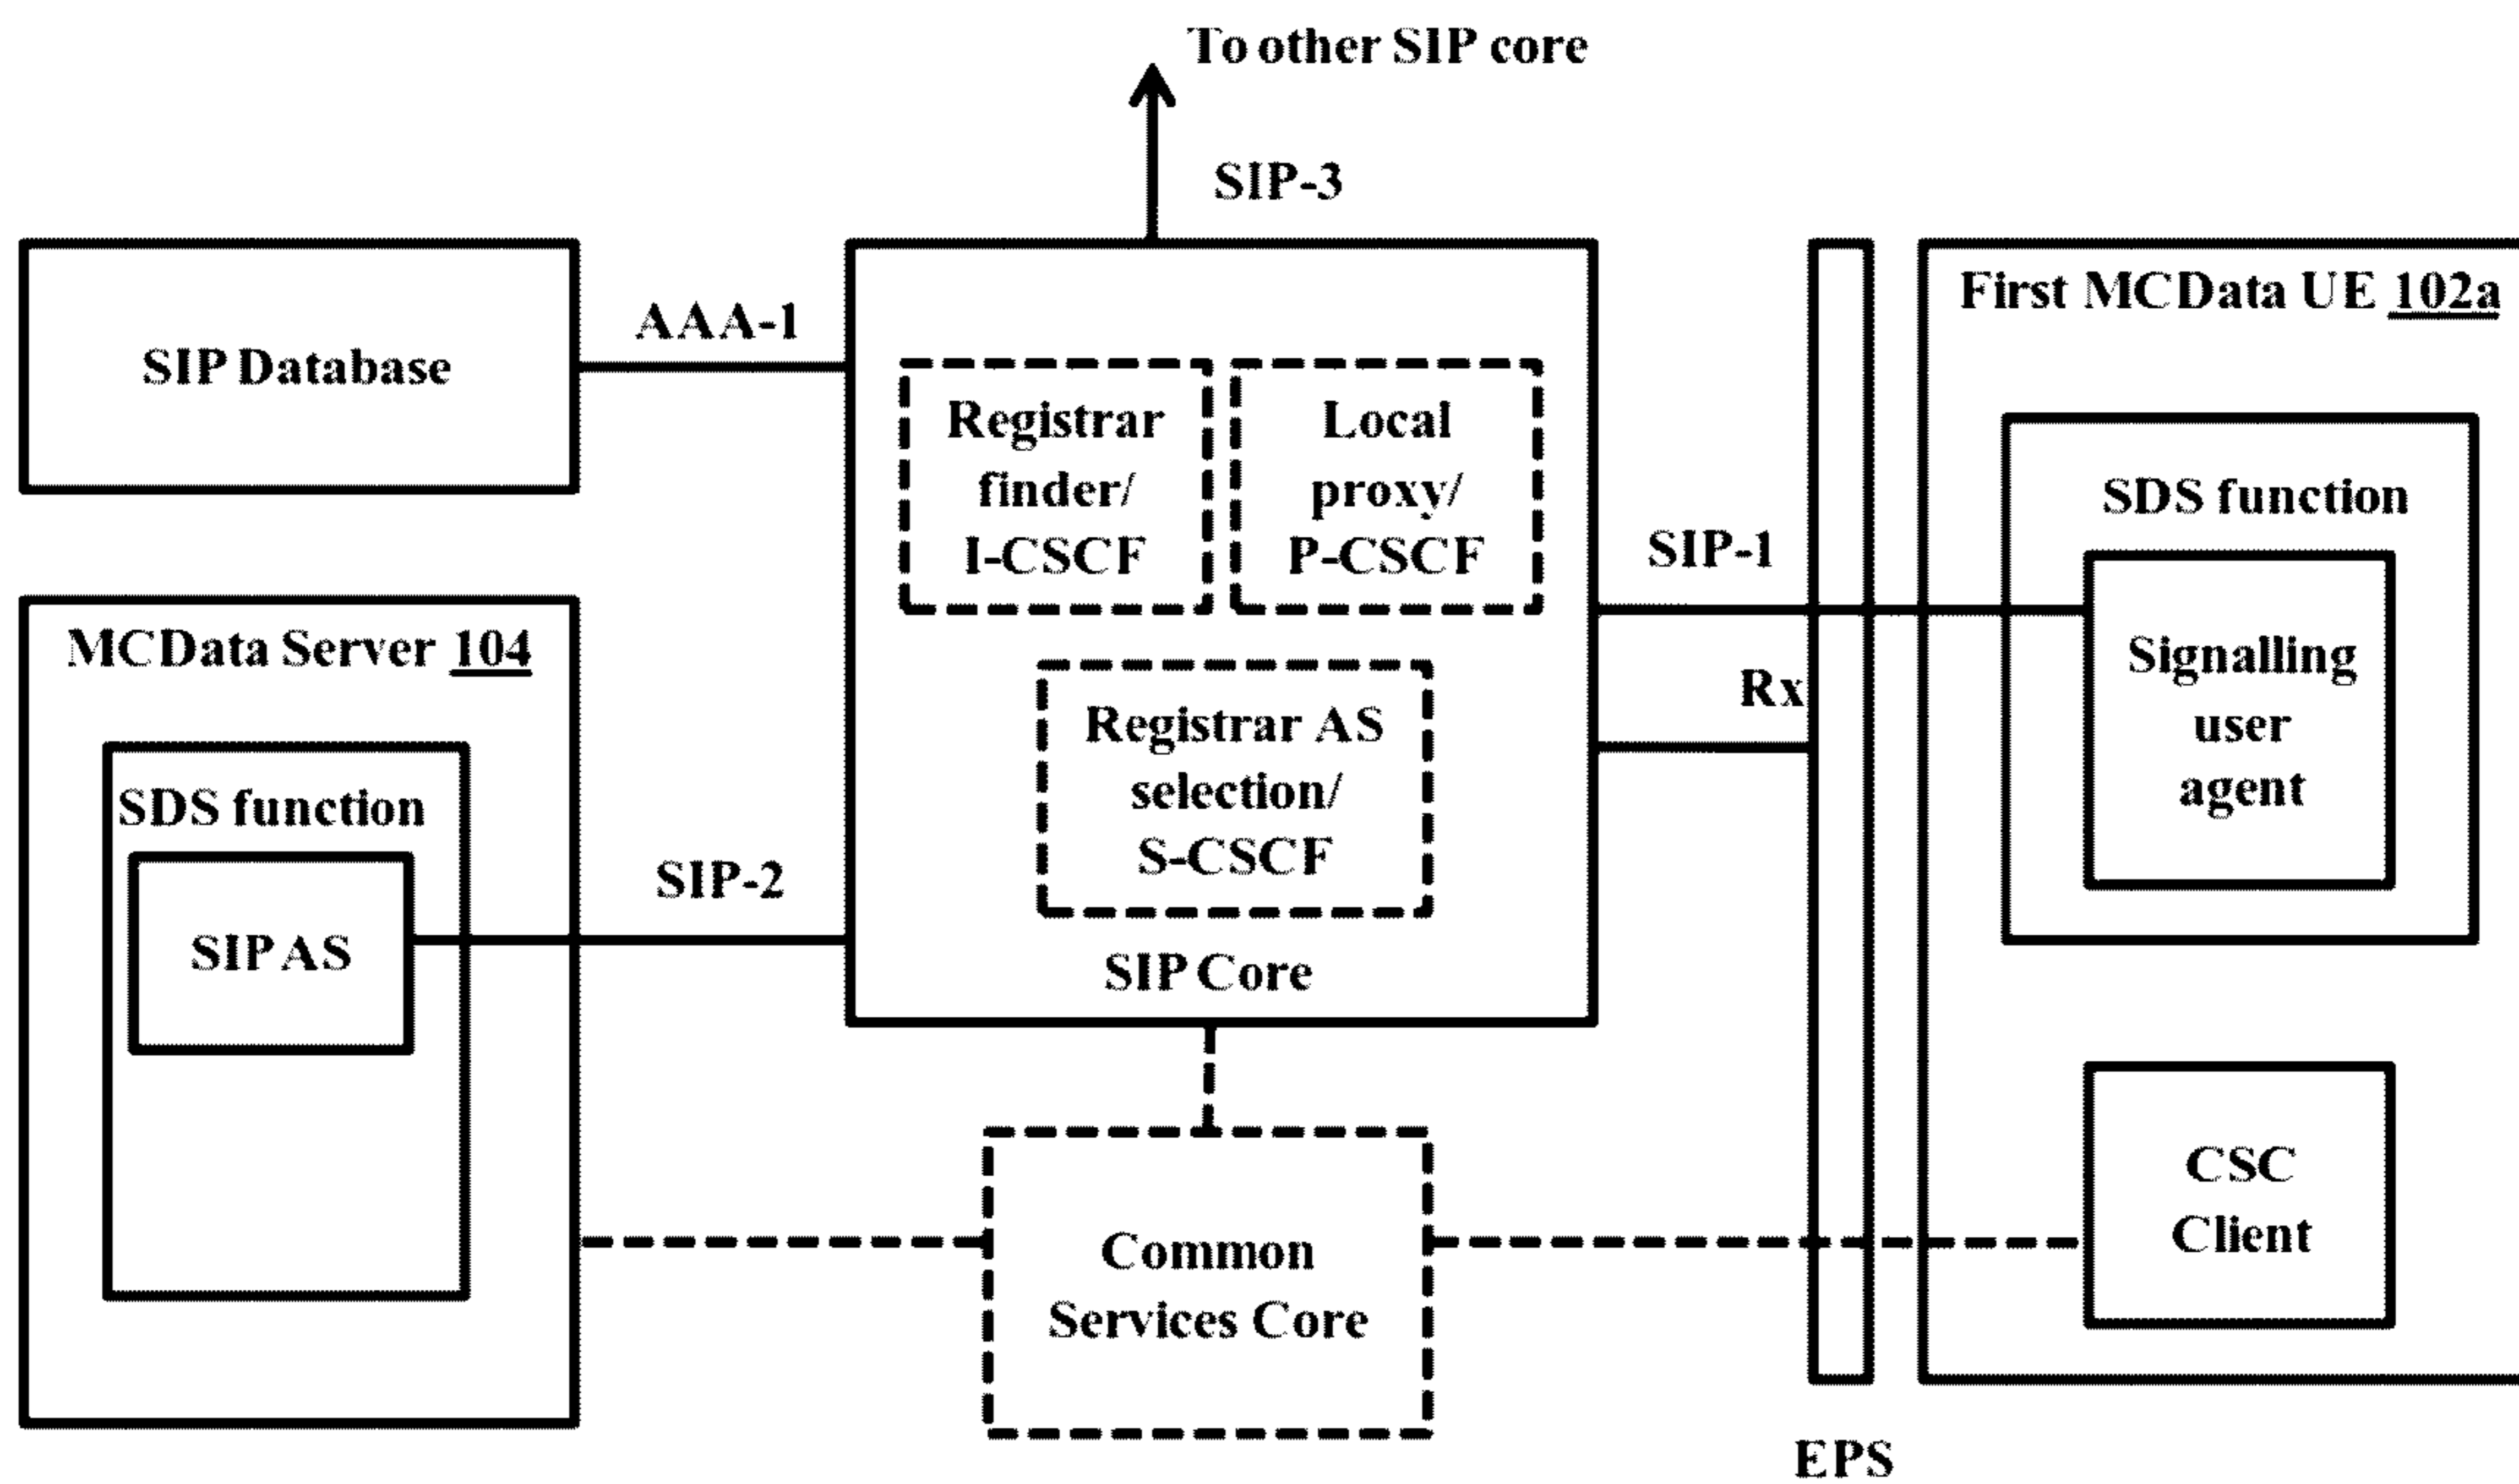 To other SIP core
SIP-3
SIP Database
AAA-1
Registrar
finder/
I-CSCF
Local
proxy/
P-CSCF
Registrar AS
selection/
S-CSCF
SIP Core
SIP-1
Rx
First MCData UE 102a
SDS function
Signalling
user
agent
MCData Server 104
SDS function
SIP AS
SIP-2
Common
Services Core
CSC
Client
EPS